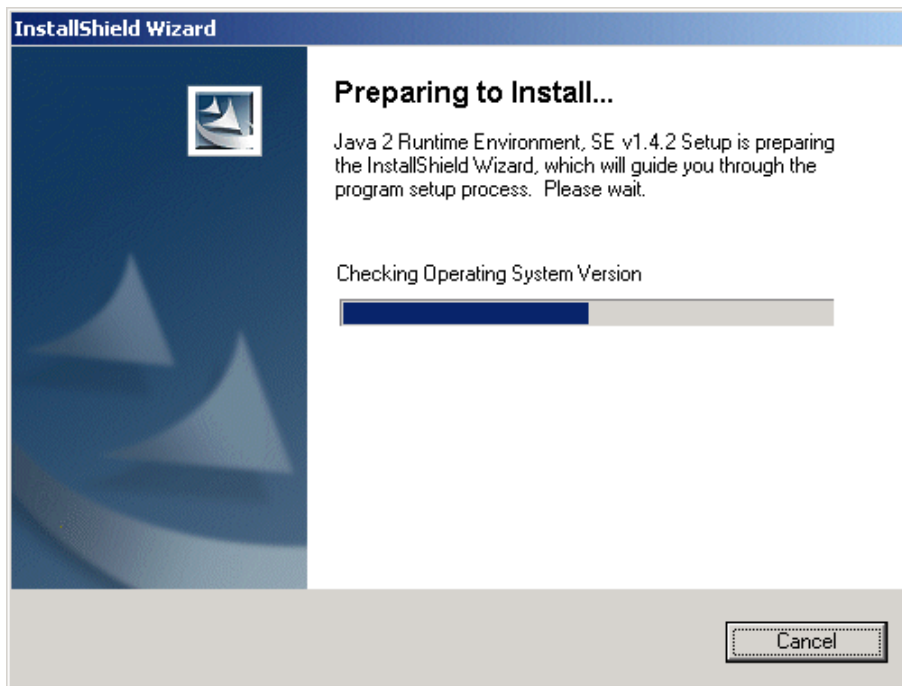 InstallShield Wizard
Preparing to Install...
Java 2 Runtime Environment, SE v1.4.2 Setup is preparing
the InstallShield Wizard, which will guide you through the
program setup process.  Please wait.
Checking Operating System Version
Cancel